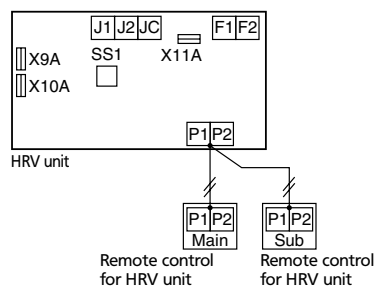 J1 J2 JC F1 F2
X9A SS1 X11A
X10A
P1 P2
HRV unit
P1 P2 P1 P2
Main Sub
Remote control Remote control
for HRV unit for HRV unit